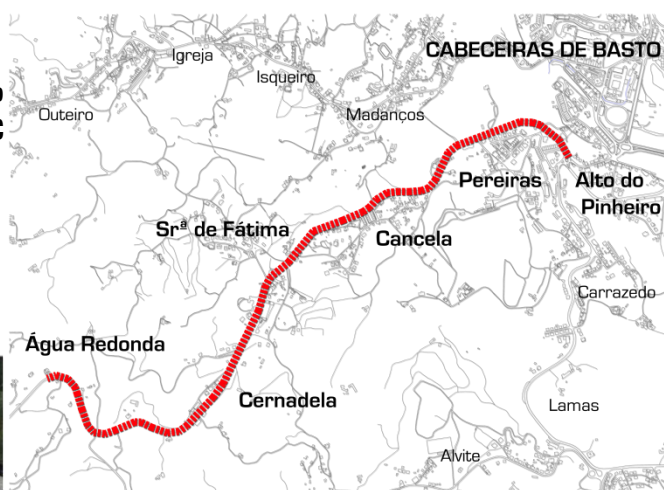 Igreja
CABECEIRAS DE BASTO
Isqueiro
Outeiro
Madanços
Pereiras
Alto do
Pinheiro
Srª de Fátima
Cancela
Carrazedo
Água Redonda
Cernadela
Lamas
Alvite